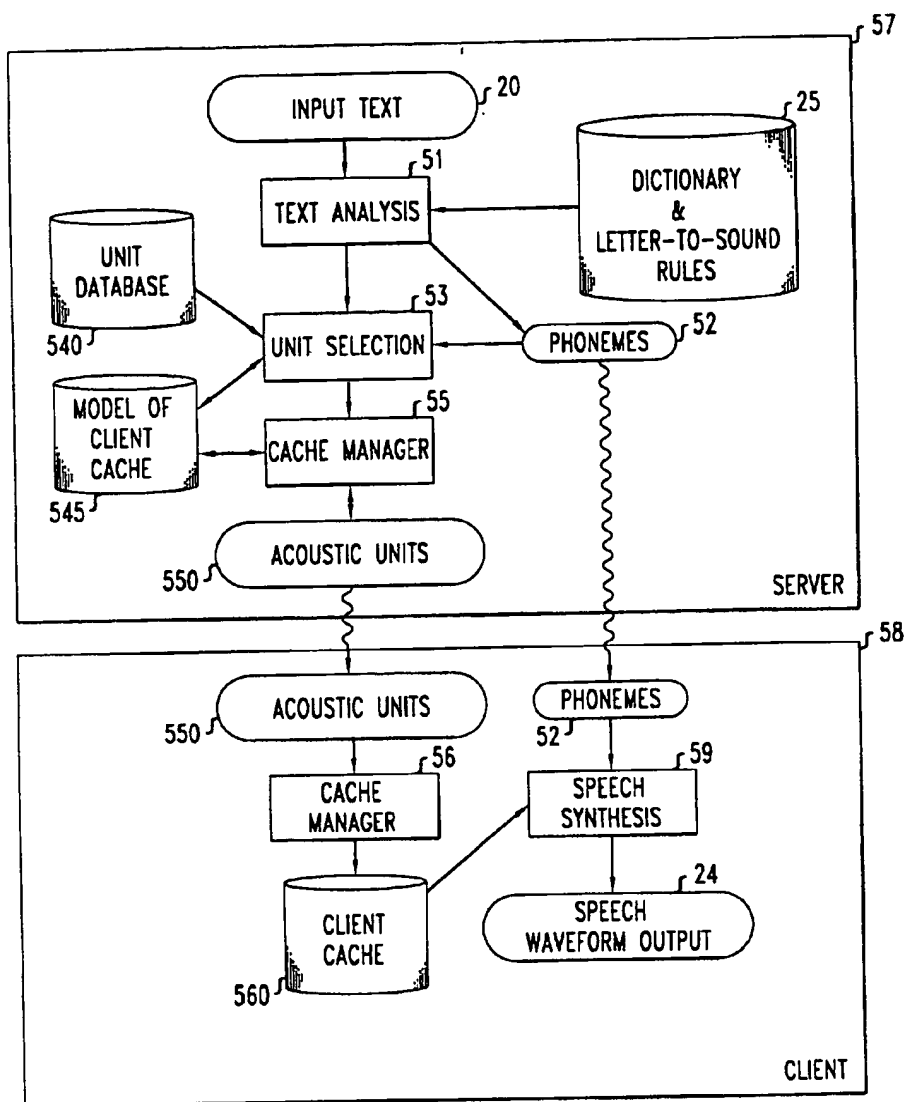 57
20
INPUT TEXT
25
51
TEXT ANALYSIS
DICTIONARY
&
LETTER-TO-SOUND
RULES
UNIT
DATABASE
540
53
UNIT SELECTION
52
PHONEMES
MODEL OF
CLIENT
CACHE
545
55
CACHE MANAGER
ACOUSTIC UNITS
550
SERVER
58
ACOUSTIC UNITS
550
PHONEMES
52
56
CACHE
MANAGER
59
SPEECH
SYNTHESIS
CLIENT
CACHE
560
24
SPEECH
WAVEFORM OUTPUT
CLIENT